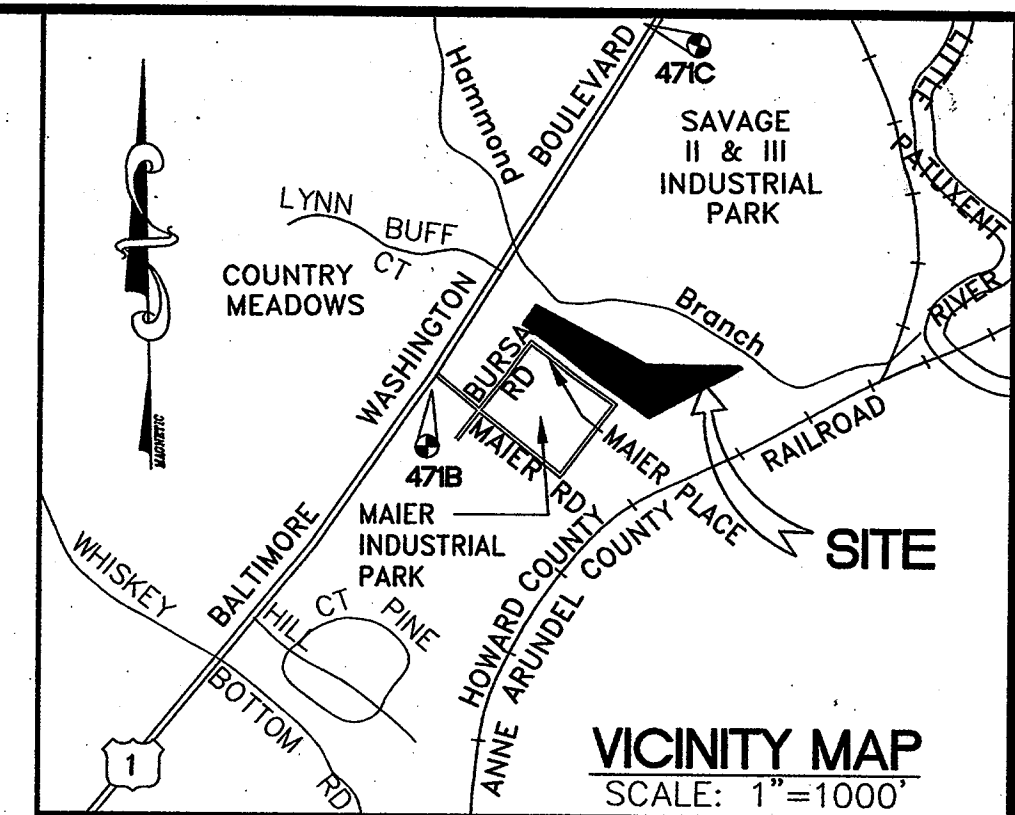 471C
Hammond
BOULEVARD
SAVAGE
II & III
INDUSTRIAL
PARK
LITTLE
PATUXENT
RIVER
LYNN
BUFF
CT
COUNTRY
MEADOWS
Branch
WASHINGTON
BURSA
RD
MAGNETIC
MAIER RD
471B
MAIER PLACE
RAILROAD
MAIER
INDUSTRIAL
PARK
SITE
HOWARD COUNTY
ANNE ARUNDEL COUNTY
WHISKEY
BOTTOM
RD
BALTIMORE
HILL
CT
PINE
1
VICINITY MAP
SCALE: 1"=1000'